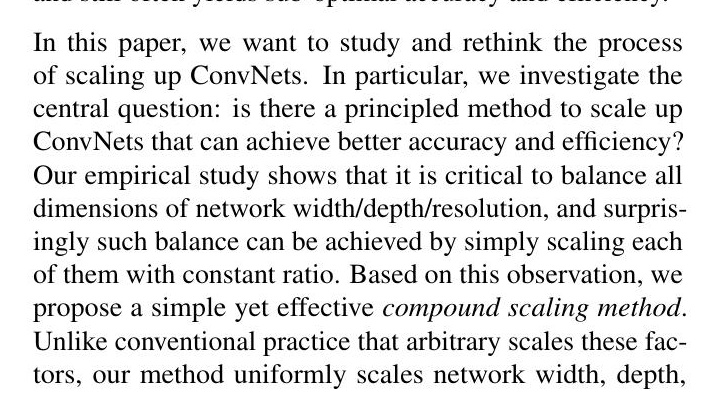 In this paper, we want to study and rethink the process
of scaling up ConvNets. In particular, we investigate the
central question: is there a principled method to scale up
ConvNets that can achieve better accuracy and efficiency?
Our empirical study shows that it is critical to balance all
dimensions of network width/depth/resolution, and surpris-
ingly such balance can be achieved by simply scaling each
of them with constant ratio. Based on this observation, we
propose a simple yet effective compound scaling method.
Unlike conventional practice that arbitrary scales these fac-
tors, our method uniformly scales network width, depth,